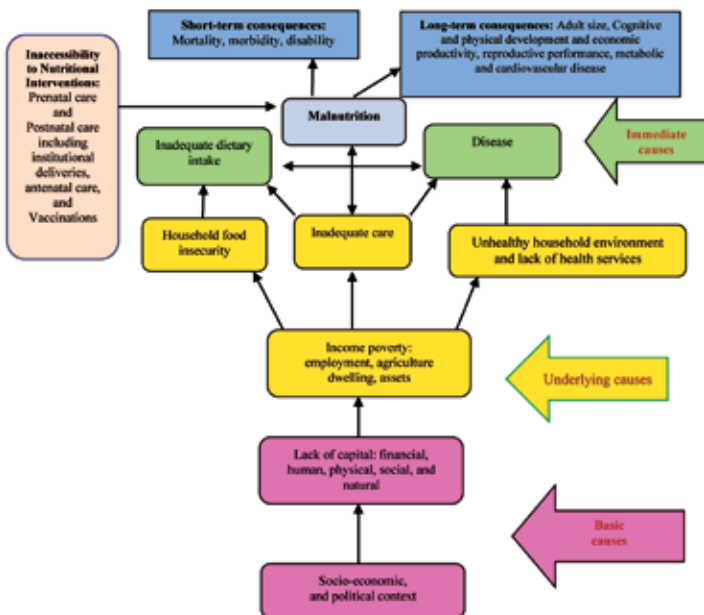 Short-term consequences:
Mortality, morbidity, disability
Long-term consequences: Adult size, Cognitive
and physical development and economic
productivity, reproductive performance, metabolic
and cardiovascular disease
Inaccessibility
to Nutritional
Interventions:
Prenatal care
and
Postnatal care
including
institutional
deliveries,
antenatal care,
and
Vaccinations
Malnutrition
Inadequate dietary
intake
Disease
Immediate
causes
Household food
insecurity
Inadequate care
Unhealthy household environment
and lack of health services
Income poverty:
employment, agriculture
dwelling, assets
Underlying causes
Lack of capital: financial,
human, physical, social, and
natural
Basic
causes
Socio-economic,
and political context